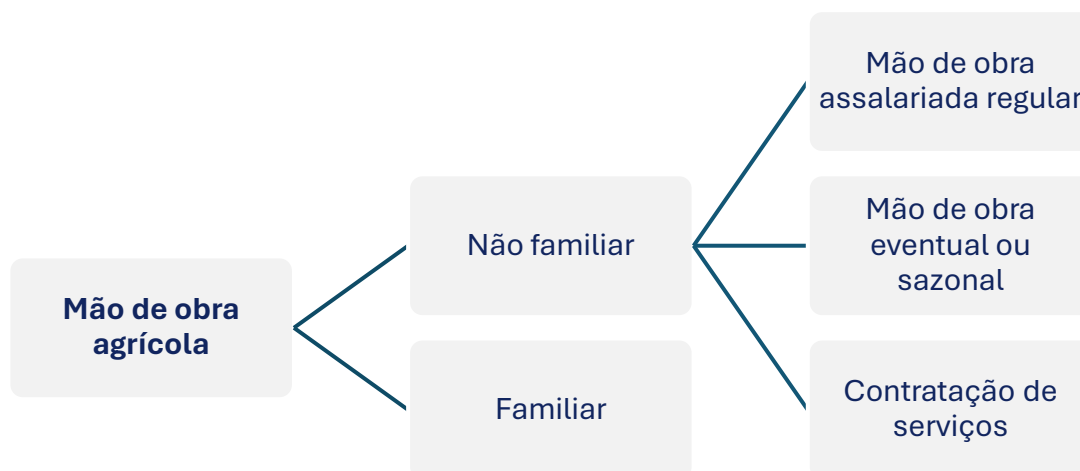 Mão de obra
agrícola
Não familiar
Familiar
Mão de obra
assalariada regular
Mão de obra
eventual ou
sazonal
Contratação de
serviços